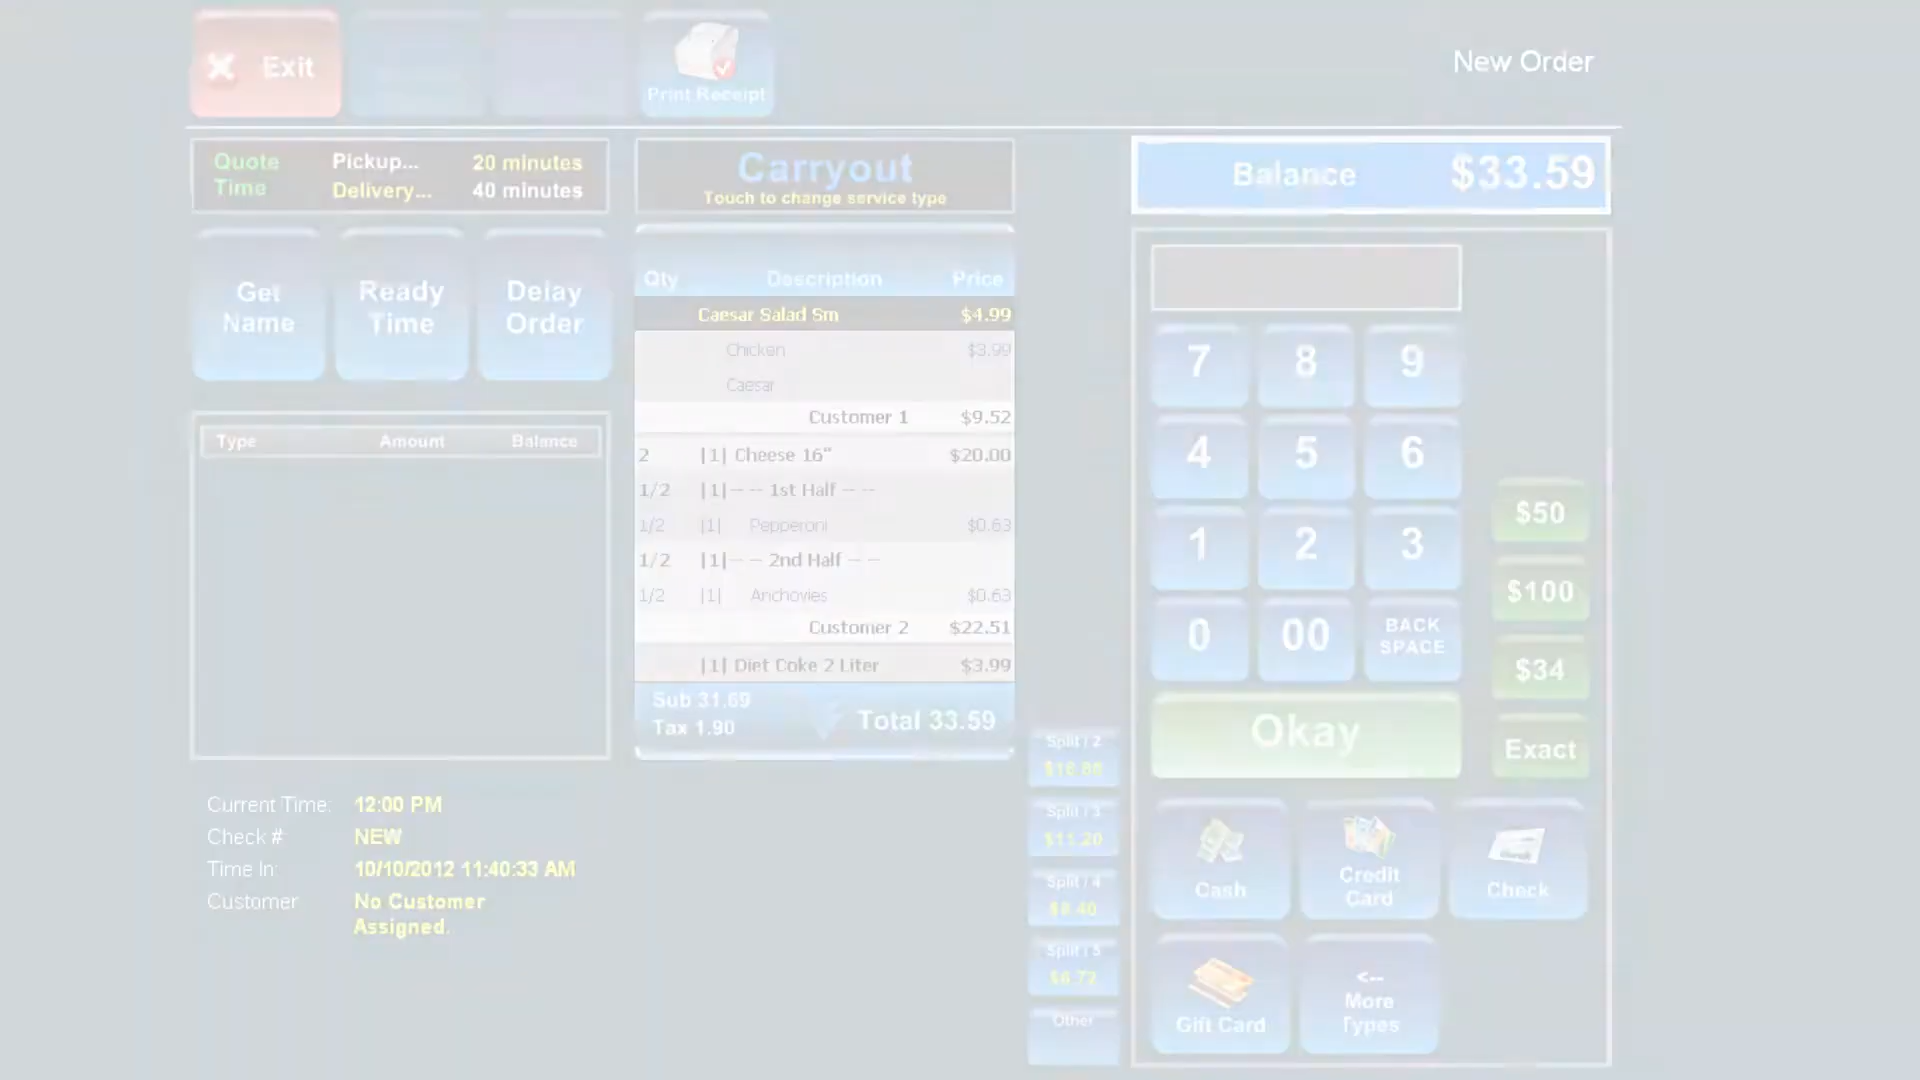 Exit
Print Receipt
New Order
Quote Time
Pickup... 20 minutes
Delivery... 40 minutes
Carryout
Touch to change service type
Balance $33.59
Get Name
Ready Time
Delay Order
Qty Description Price
Caesar Salad Sm $4.99
Chicken $3.99
Caesar
Customer 1 $9.52
2 |1| Cheese 16" $20.00
1/2 |1|-- -- 1st Half -- --
1/2 |1| Pepperoni $0.63
1/2 |1|-- -- 2nd Half -- --
1/2 |1| Anchovies $0.63
Customer 2 $22.51
|1| Diet Coke 2 Liter $3.99
Sub 31.69
Tax 1.90
Total 33.59
Type Amount Balance
Current Time: 12:00 PM
Check # NEW
Time In: 10/10/2012 11:40:33 AM
Customer No Customer
Assigned.
Split / 2
Split / 3
$11.20
Split / 4
$8.40
Split / 5
$6.72
Other
7 8 9
4 5 6
1 2 3
0 00 BACK SPACE
$50
$100
$34
Exact
Okay
Cash
Credit Card
Check
Gift Card
<-- More Types